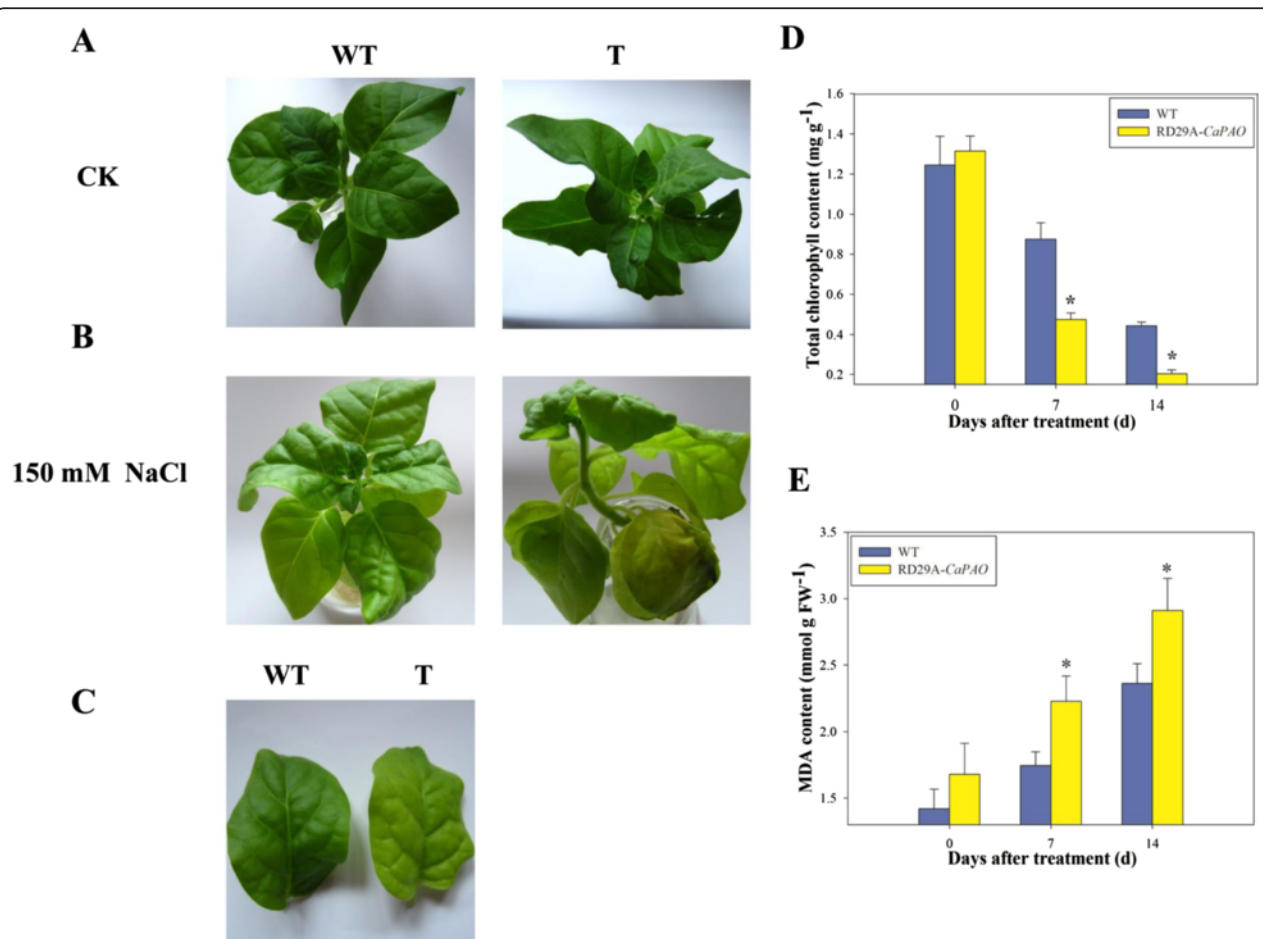 A
WT
T
CK
B
150 mM NaCl
WT
T
C
D
Total chlorophyll content (mg g-1)
1.6
1.4
1.2
1.0
0.8
0.6
0.4
0.2
WT
RD29A-CaPAO
*
*
0
7
14
Days after treatment (d)
E
MDA content (mmol g FW-1)
3.5
3.0
2.5
2.0
1.5
WT
RD29A-CaPAO
*
*
0
7
14
Days after treatment (d)